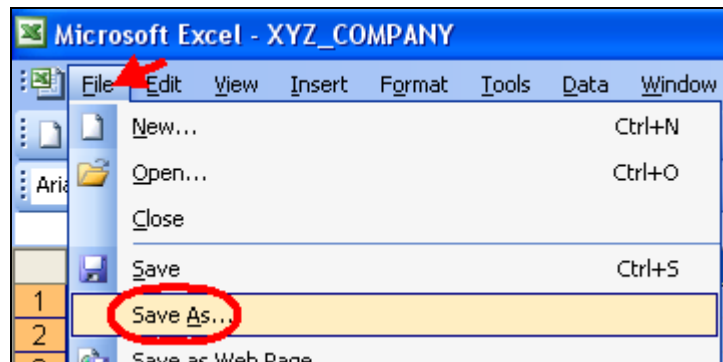 Microsoft Excel - XYZ_COMPANY
File Edit View Insert Format Tools Data Window
New... Ctrl+N
Open... Ctrl+O
Aria
Close
Save Ctrl+S
1
Save As...
2
Save as Web Page